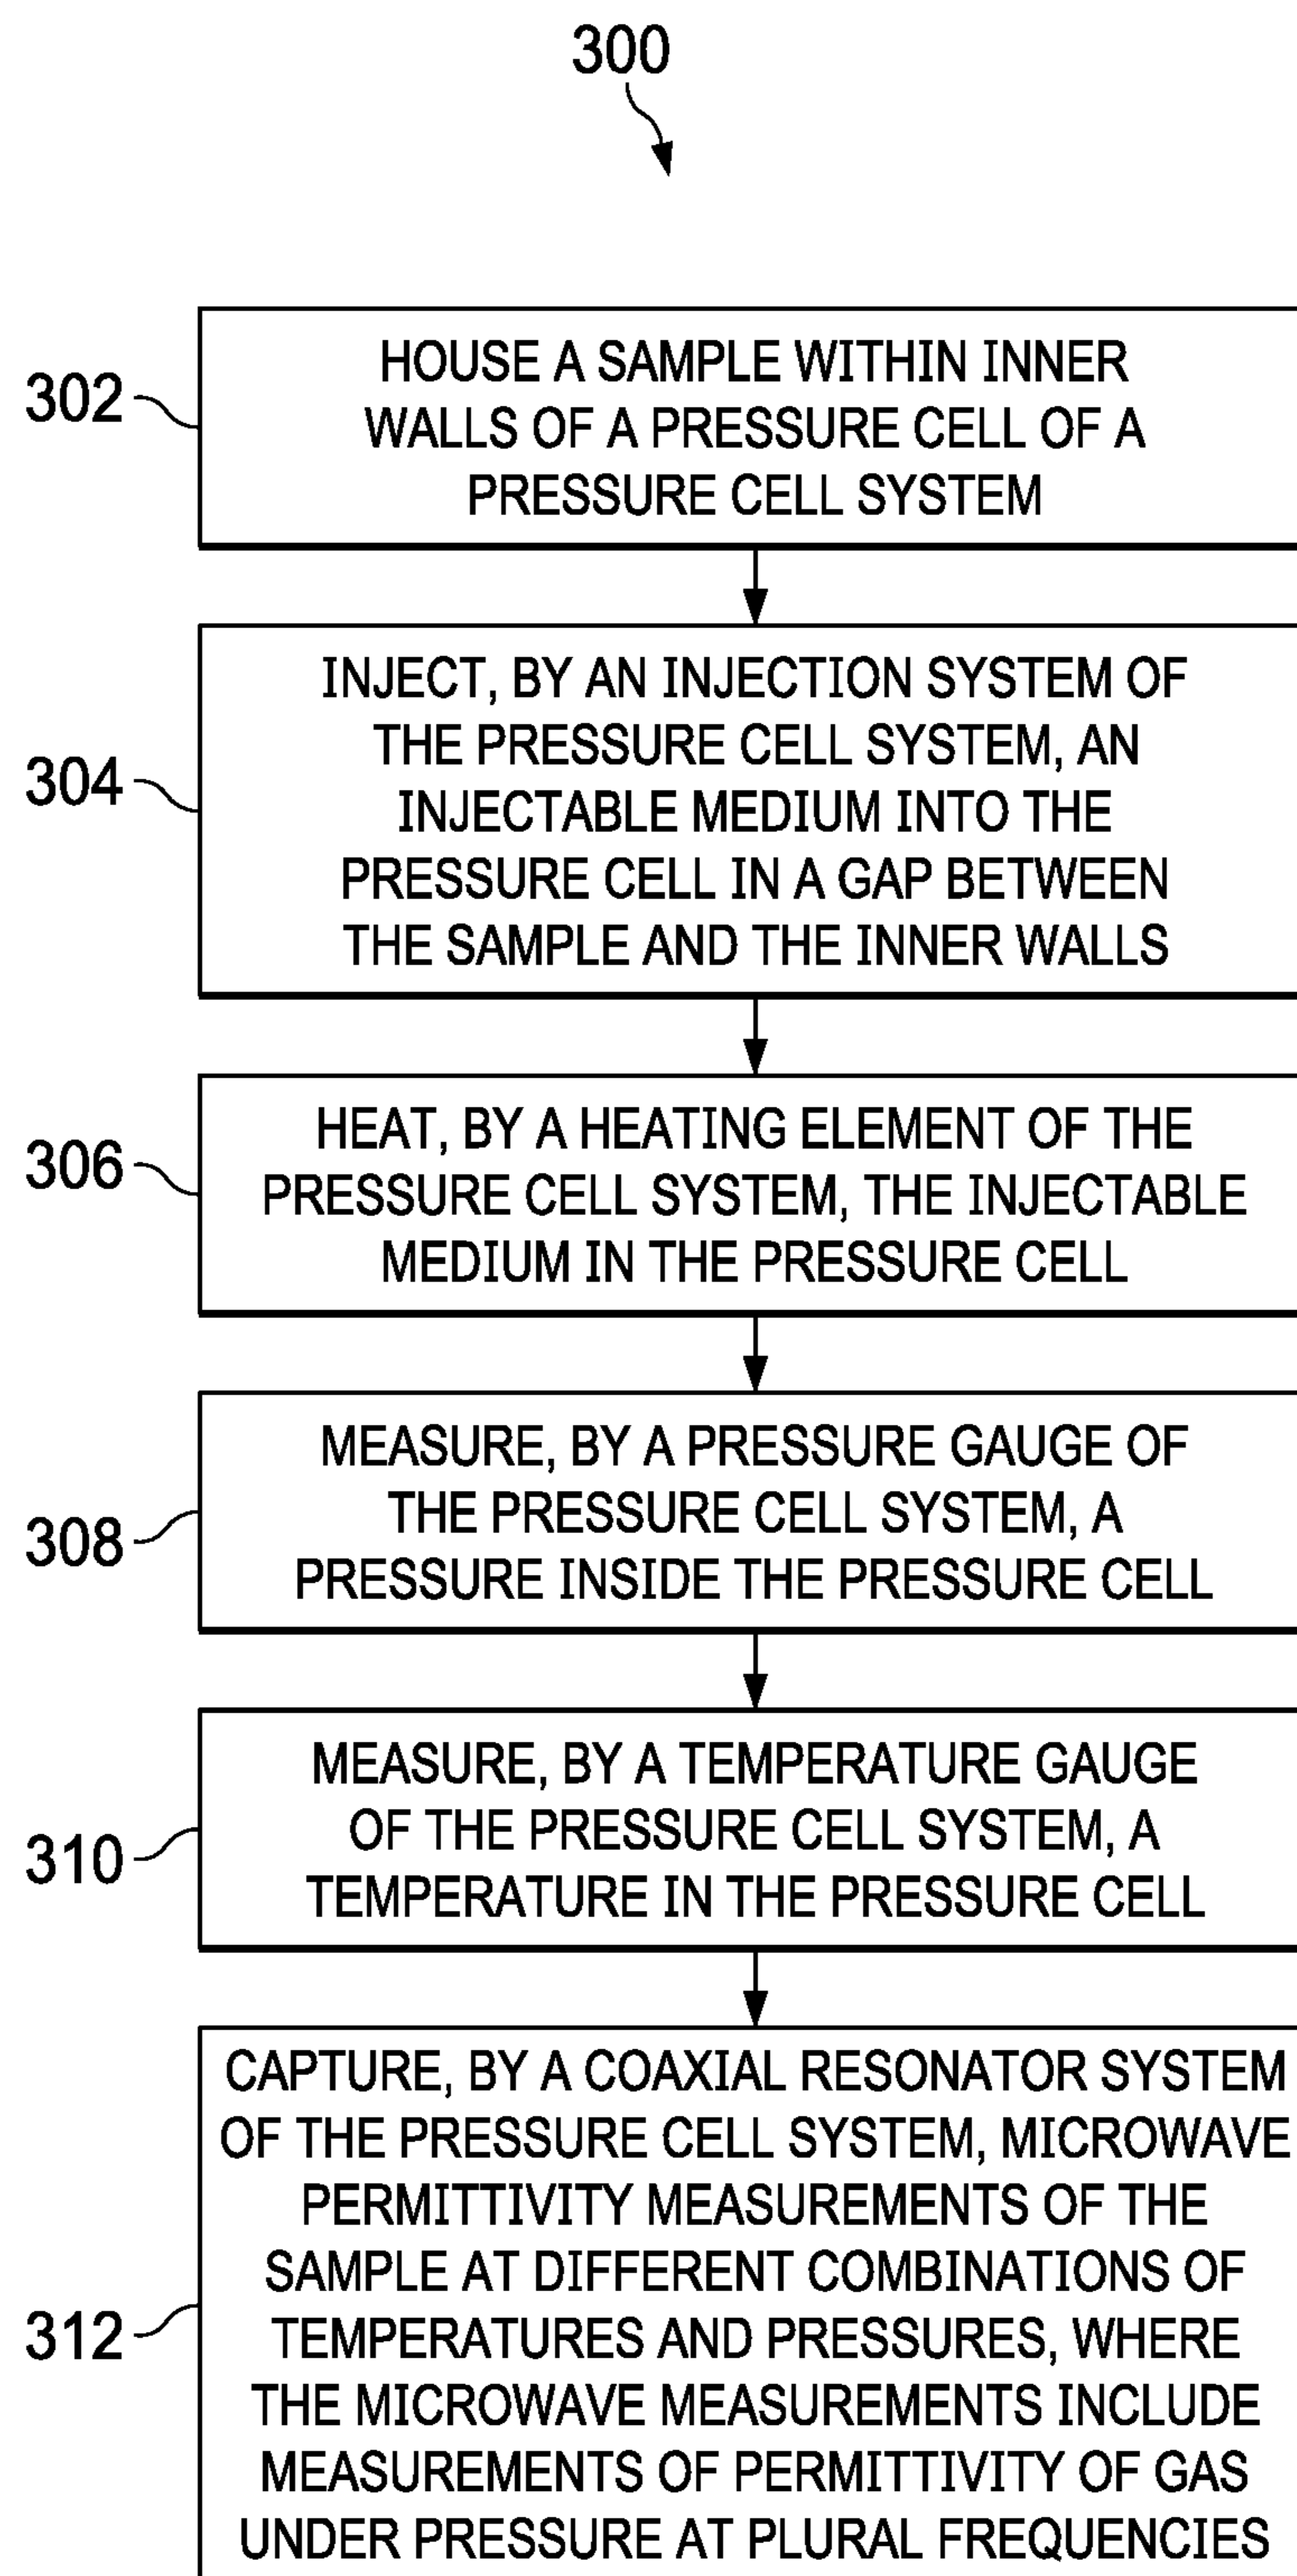 300
302
HOUSE A SAMPLE WITHIN INNER
WALLS OF A PRESSURE CELL OF A
PRESSURE CELL SYSTEM
304
INJECT, BY AN INJECTION SYSTEM OF
THE PRESSURE CELL SYSTEM, AN
INJECTABLE MEDIUM INTO THE
PRESSURE CELL IN A GAP BETWEEN
THE SAMPLE AND THE INNER WALLS
306
HEAT, BY A HEATING ELEMENT OF THE
PRESSURE CELL SYSTEM, THE INJECTABLE
MEDIUM IN THE PRESSURE CELL
308
MEASURE, BY A PRESSURE GAUGE OF
THE PRESSURE CELL SYSTEM, A
PRESSURE INSIDE THE PRESSURE CELL
310
MEASURE, BY A TEMPERATURE GAUGE
OF THE PRESSURE CELL SYSTEM, A
TEMPERATURE IN THE PRESSURE CELL
312
CAPTURE, BY A COAXIAL RESONATOR SYSTEM
OF THE PRESSURE CELL SYSTEM, MICROWAVE
PERMITTIVITY MEASUREMENTS OF THE
SAMPLE AT DIFFERENT COMBINATIONS OF
TEMPERATURES AND PRESSURES, WHERE
THE MICROWAVE MEASUREMENTS INCLUDE
MEASUREMENTS OF PERMITTIVITY OF GAS
UNDER PRESSURE AT PLURAL FREQUENCIES